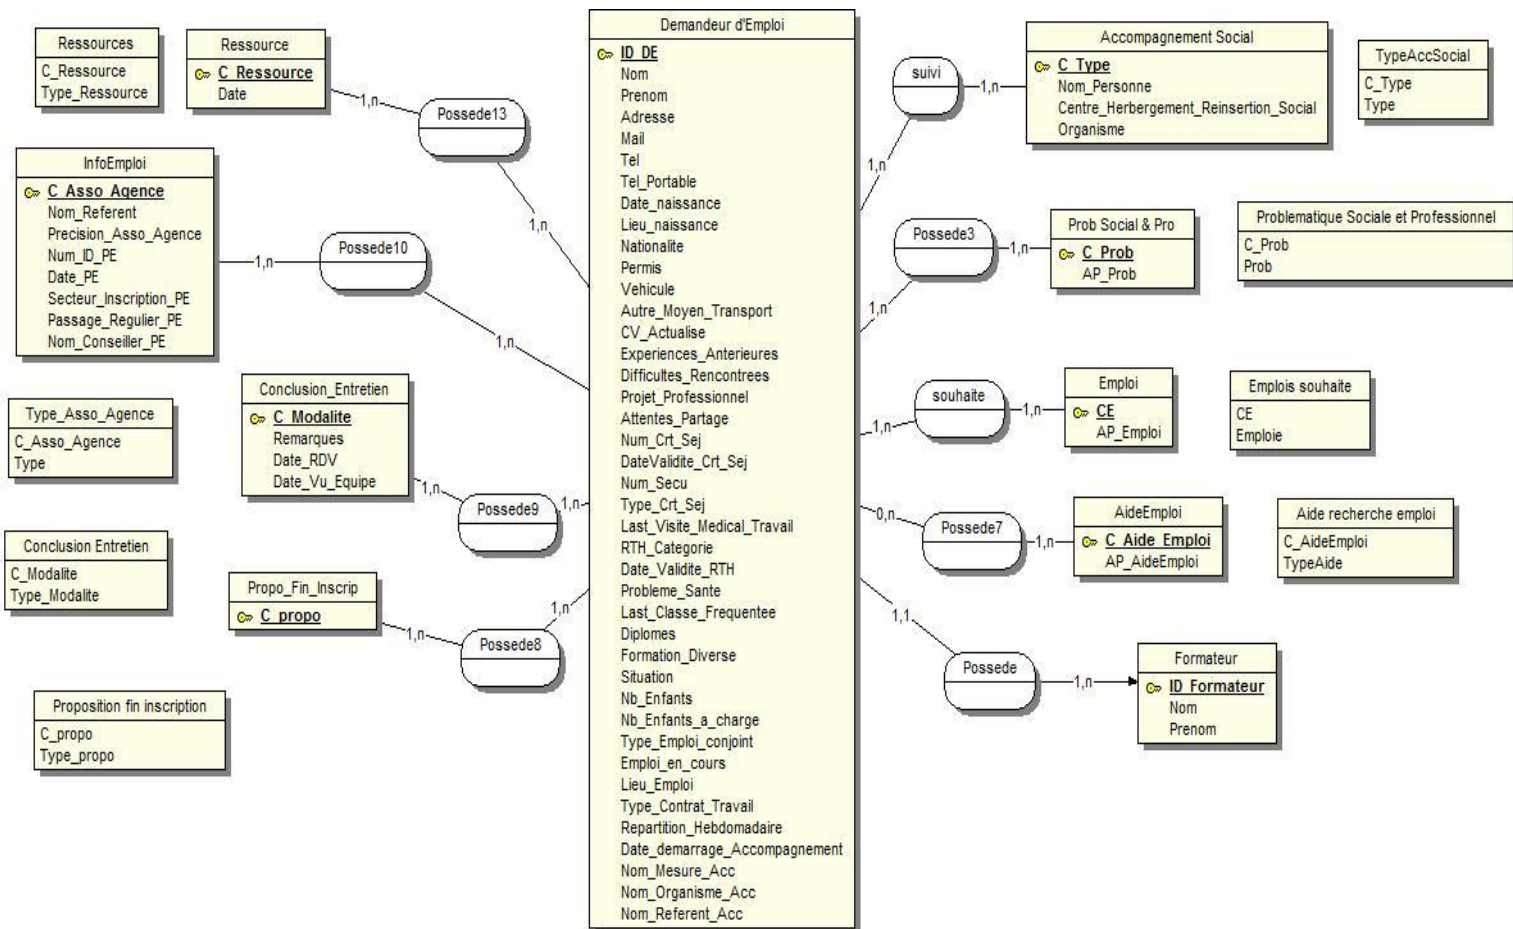 Ressources
C_Ressource
Type_Ressource
Ressource
C_Ressource
Date
1,n
Possede13
1,n
InfoEmploi
C_Asso_Agence
Nom_Referent
Precision_Asso_Agence
Num_ID_PE
Date_PE
Secteur_Inscription_PE
Passage_Regulier_PE
Nom_Conseiller_PE
1,n
Possede10
1,n
Type_Asso_Agence
C_Asso_Agence
Type
Conclusion_Entretien
C_Modalite
Remarques
Date_RDV
Date_Vu_Equipe
1,n
Possede9
1,n
Conclusion Entretien
C_Modalite
Type_Modalite
Propo_Fin_Inscrip
C_propo
1,n
Possede8
1,n
Proposition fin inscription
C_propo
Type_propo
Demandeur d'Emploi
ID_DE
Nom
Prenom
Adresse
Mail
Tel
Tel_Portable
Date_naissance
Lieu_naissance
Nationalite
Permis
Vehicule
Autre_Moyen_Transport
CV_Actualise
Experiences_Anterieures
Difficultes_Rencontrees
Projet_Professionnel
Attentes_Partage
Num_Crt_Sej
DateValidite_Crt_Sej
Num_Secu
Type_Crt_Sej
Last_Visite_Medical_Travail
RTH_Categorie
Date_Validite_RTH
Probleme_Sante
Last_Classe_Frequentee
Diplomes
Formation_Diverse
Situation
Nb_Enfants
Nb_Enfants_a_charge
Type_Emploi_conjoint
Emploi_en_cours
Lieu_Emploi
Type_Contrat_Travail
Repartition_Hebdomadaire
Date_demarrage_Accompagnement
Nom_Mesure_Acc
Nom_Organisme_Acc
Nom_Referent_Acc
suivi
1,n
1,n
Accompagnement Social
C_Type
Nom_Personne
Centre_Herbergement_Reinsertion_Social
Organisme
TypeAccSocial
C_Type
Type
Possede3
1,n
1,n
Prob Social & Pro
C_Prob
AP_Prob
Problematique Sociale et Professionnel
C_Prob
Prob
souhaite
1,n
1,n
Emploi
CE
AP_Emploi
Emplois souhaite
CE
Emploie
0,n
Possede7
1,n
AideEmploi
C_Aide_Emploi
AP_AideEmploi
Aide recherche emploi
C_AideEmploi
TypeAide
1,1
Possede
1,n
Formateur
ID_Formateur
Nom
Prenom